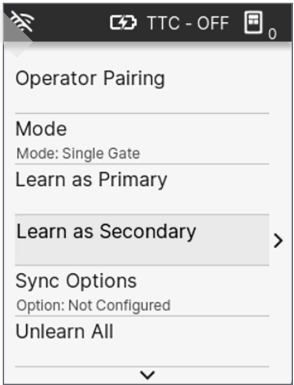 TTC - OFF
0
Operator Pairing
Mode
Mode: Single Gate
Learn as Primary
Learn as Secondary
Sync Options
Option: Not Configured
Unlearn All